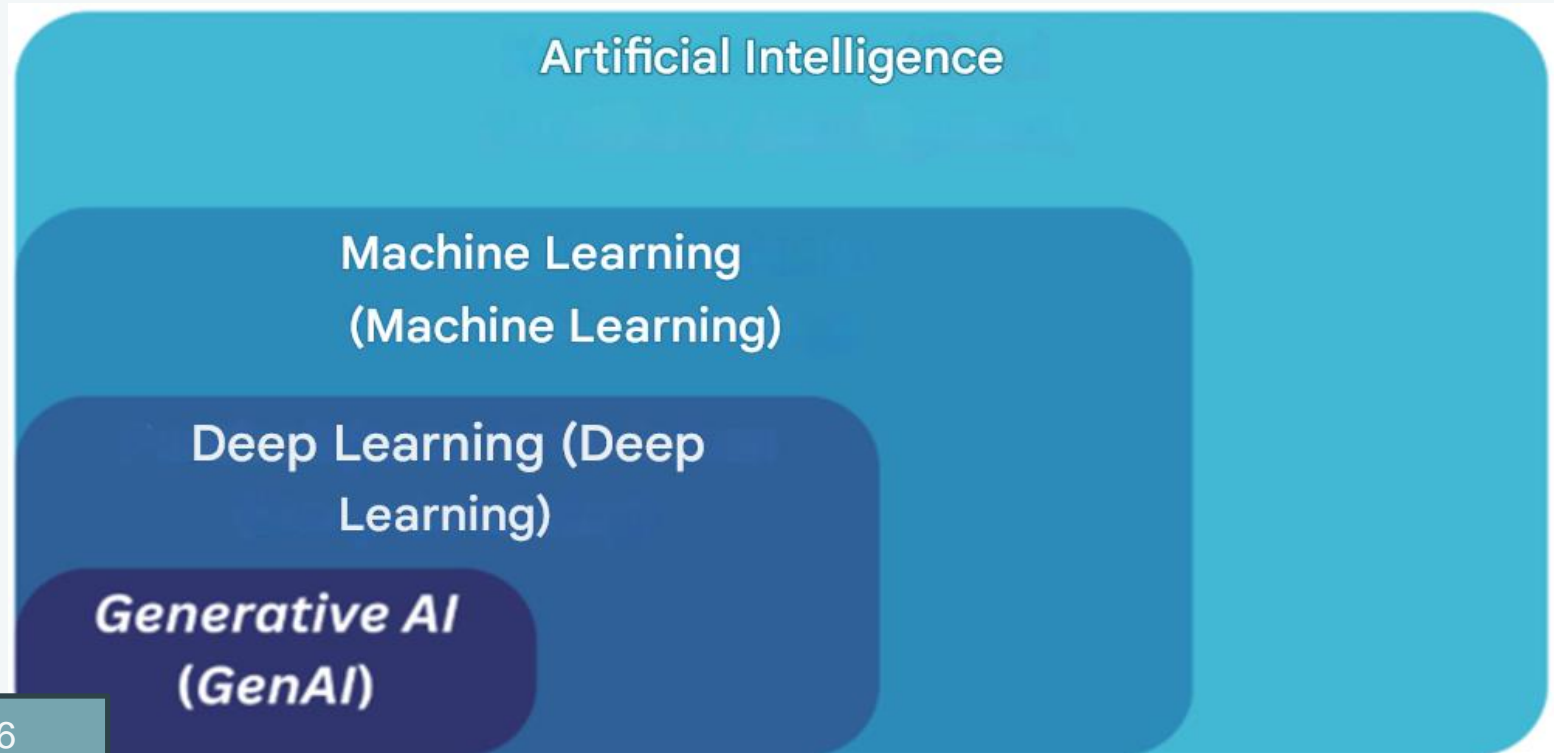 Artificial Intelligence
Machine Learning
(Machine Learning)
Deep Learning (Deep
Learning)
Generative AI
(GenAI)
6